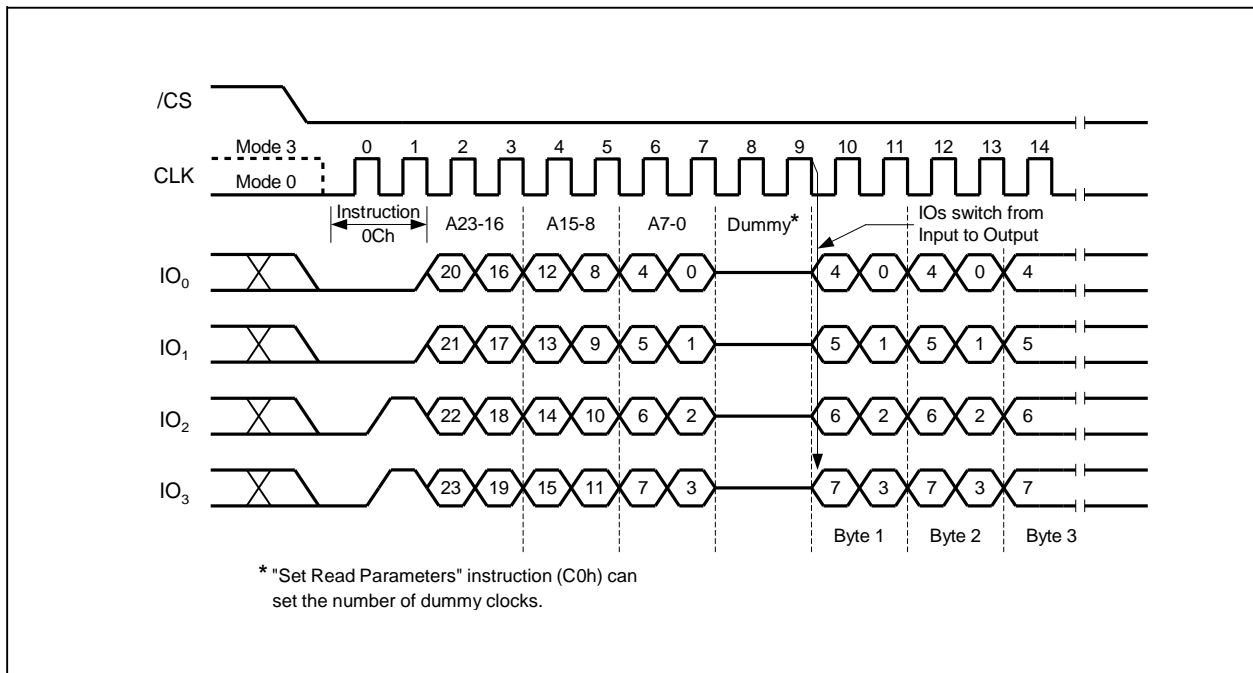 /CS
Mode 3 0 1 2 3 4 5 6 7 8 9 10 11 12 13 14
CLK
Mode 0
Instruction A23-16 A15-8 A7-0 Dummy* IOs switch from
0Ch Input to Output
IO0 20 16 12 8 4 0 4 0 4 0 4
IO1 21 17 13 9 5 1 5 1 5 1 5
IO2 22 18 14 10 6 2 6 2 6 2 6
IO3 23 19 15 11 7 3 7 3 7 3 7
Byte 1 Byte 2 Byte 3
* "Set Read Parameters" instruction (C0h) can
set the number of dummy clocks.